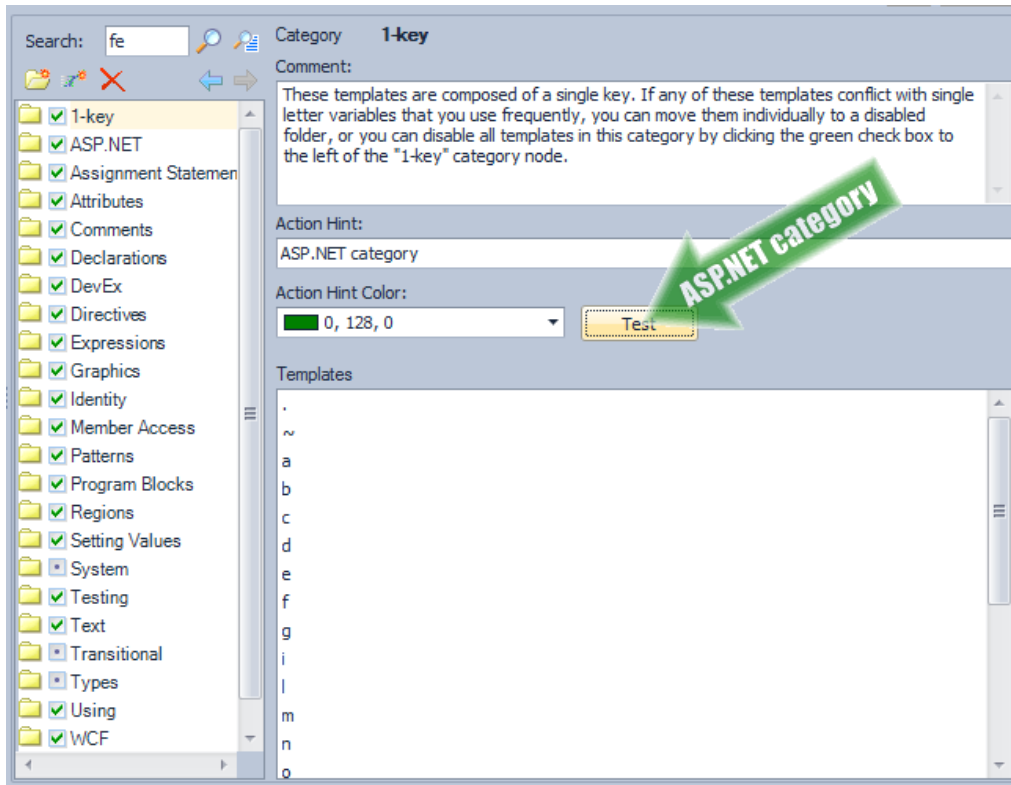 Search: fe
1-key
ASP.NET
Assignment Statemen
Attributes
Comments
Declarations
DevEx
Directives
Expressions
Graphics
Identity
Member Access
Patterns
Program Blocks
Regions
Setting Values
System
Testing
Text
Transitional
Types
Using
WCF
Category 1-key
Comment:
These templates are composed of a single key. If any of these templates conflict with single
letter variables that you use frequently, you can move them individually to a disabled
folder, or you can disable all templates in this category by clicking the green check box to
the left of the "1-key" category node.
Action Hint:
ASP.NET category
ASP.NET category
Action Hint Color:
0, 128, 0
Test
Templates
.
~
a
b
c
d
e
f
g
i
l
m
n
o